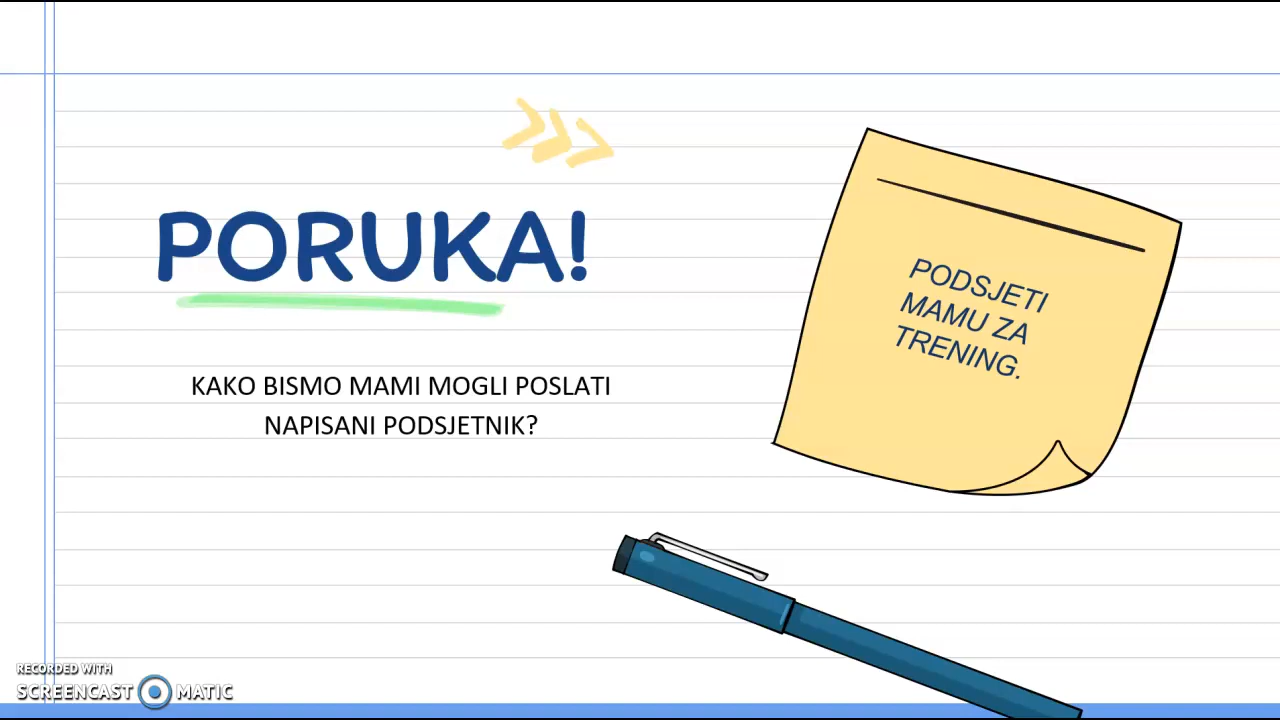 PORUKA!
KAKO BISMO MAMI MOGLI POSLATI
NAPISANI PODSJETNIK?
PODSJETI
MAMU ZA
TRENING.
RECORDED WITH
SCREENCAST MATIC